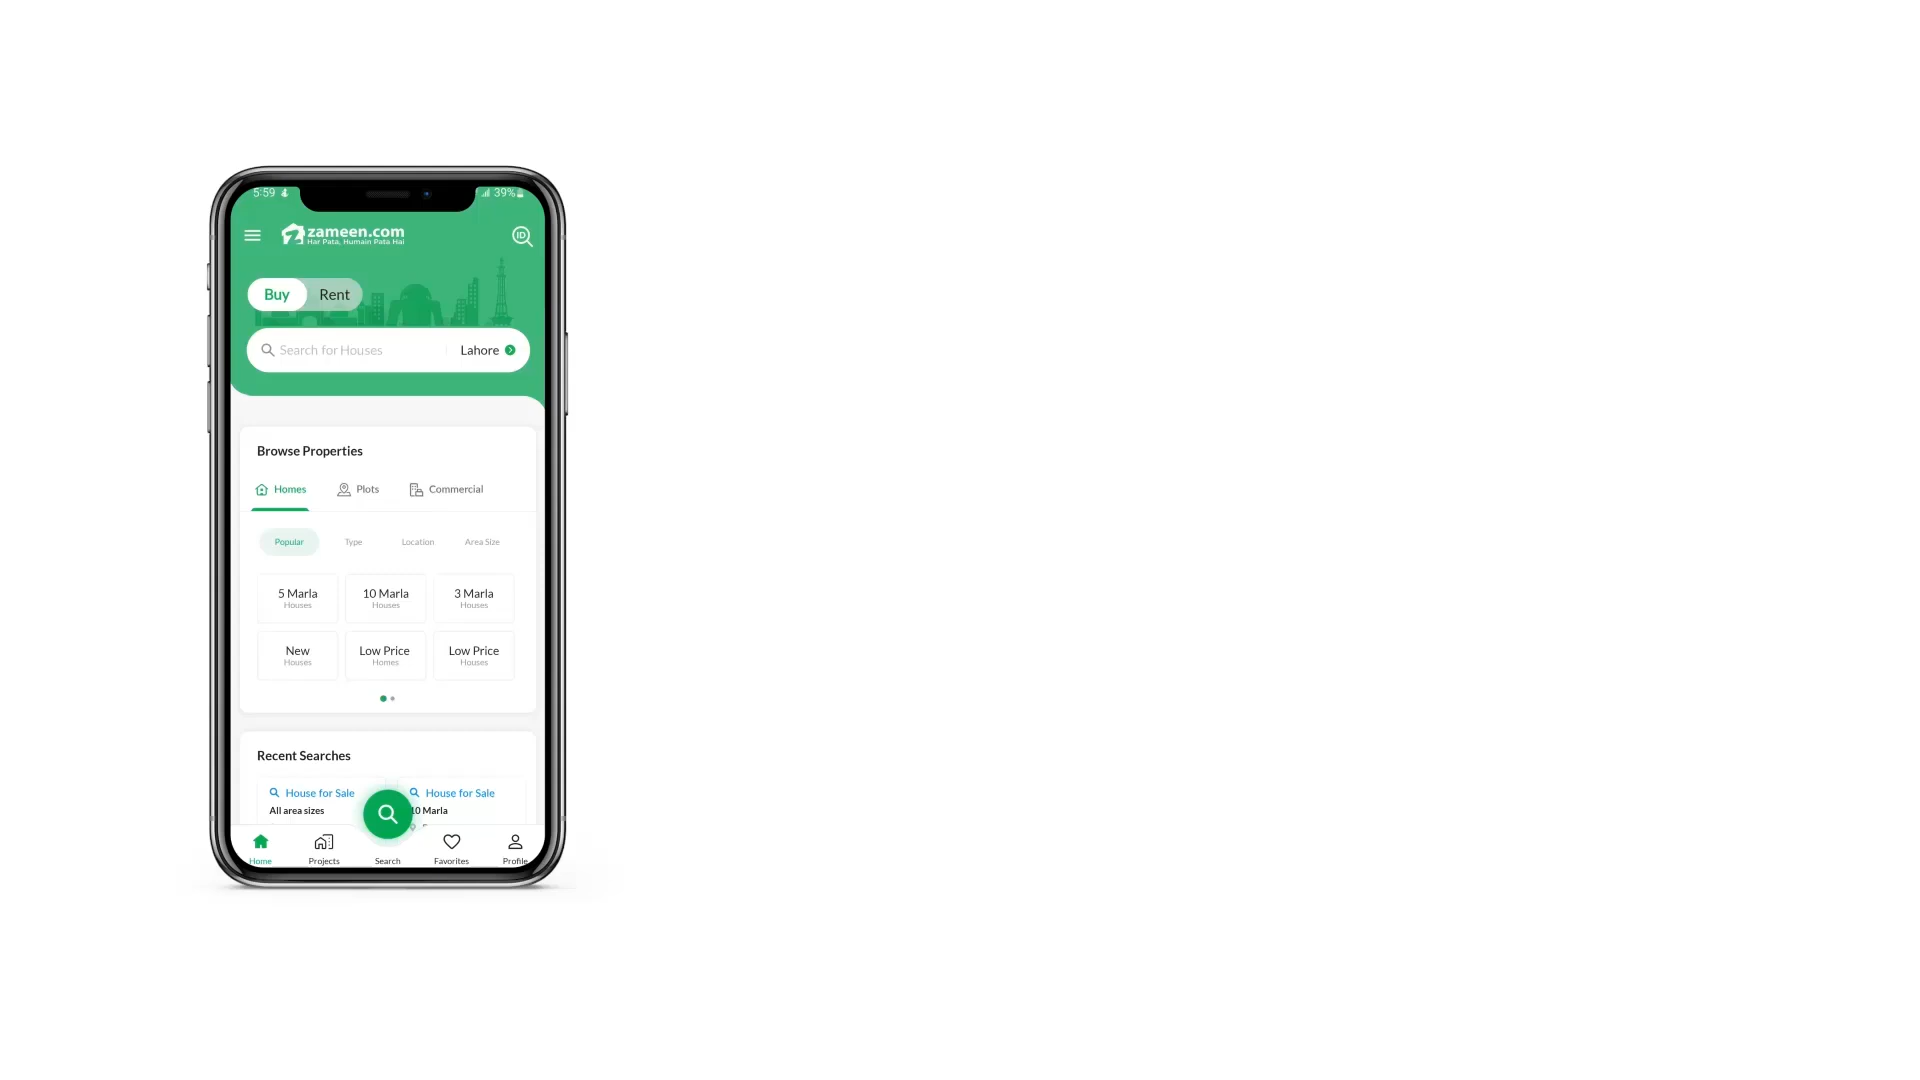 5:59
39%
zameen.com
Har Pata, Humain Pata Hai
ID
Buy
Rent
Search for Houses
Lahore
Browse Properties
Homes
Plots
Commercial
Popular
Type
Location
Area Size
5 Marla
Houses
10 Marla
Houses
3 Marla
Houses
New
Houses
Low Price
Homes
Low Price
Houses
Recent Searches
House for Sale
All area sizes
House for Sale
10 Marla
Home
Projects
Search
Favorites
Profile